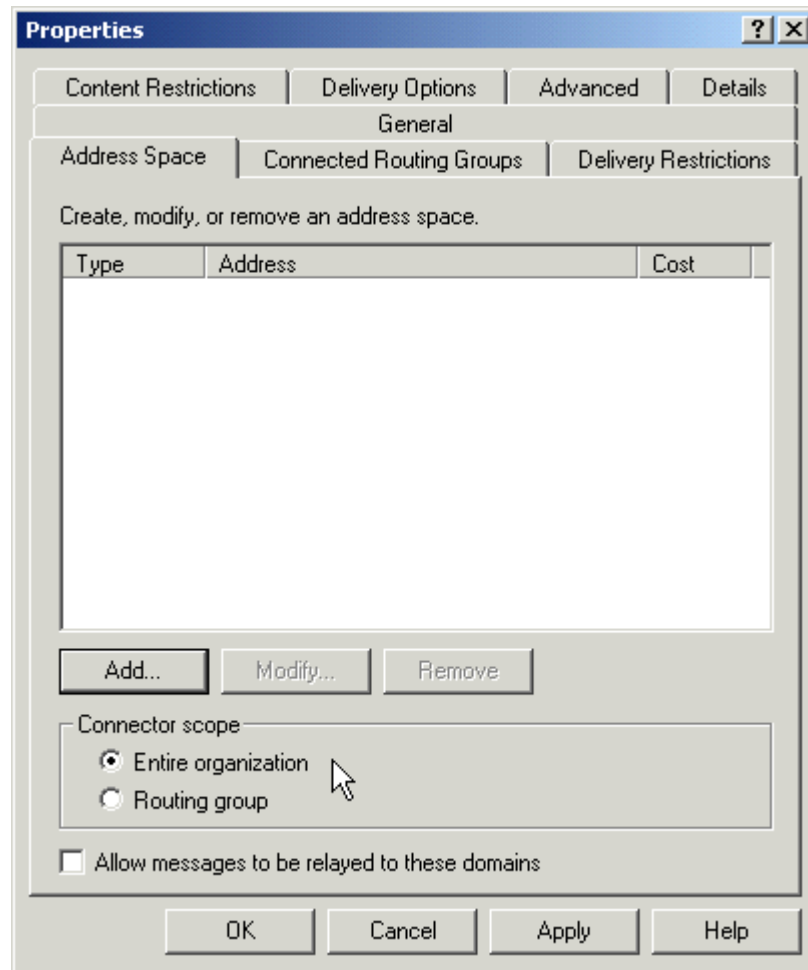 Properties
Content Restrictions Delivery Options Advanced Details
General
Address Space Connected Routing Groups Delivery Restrictions
Create, modify, or remove an address space.
Type Address Cost
Add... Modify... Remove
Connector scope
Entire organization
Routing group
Allow messages to be relayed to these domains
OK Cancel Apply Help